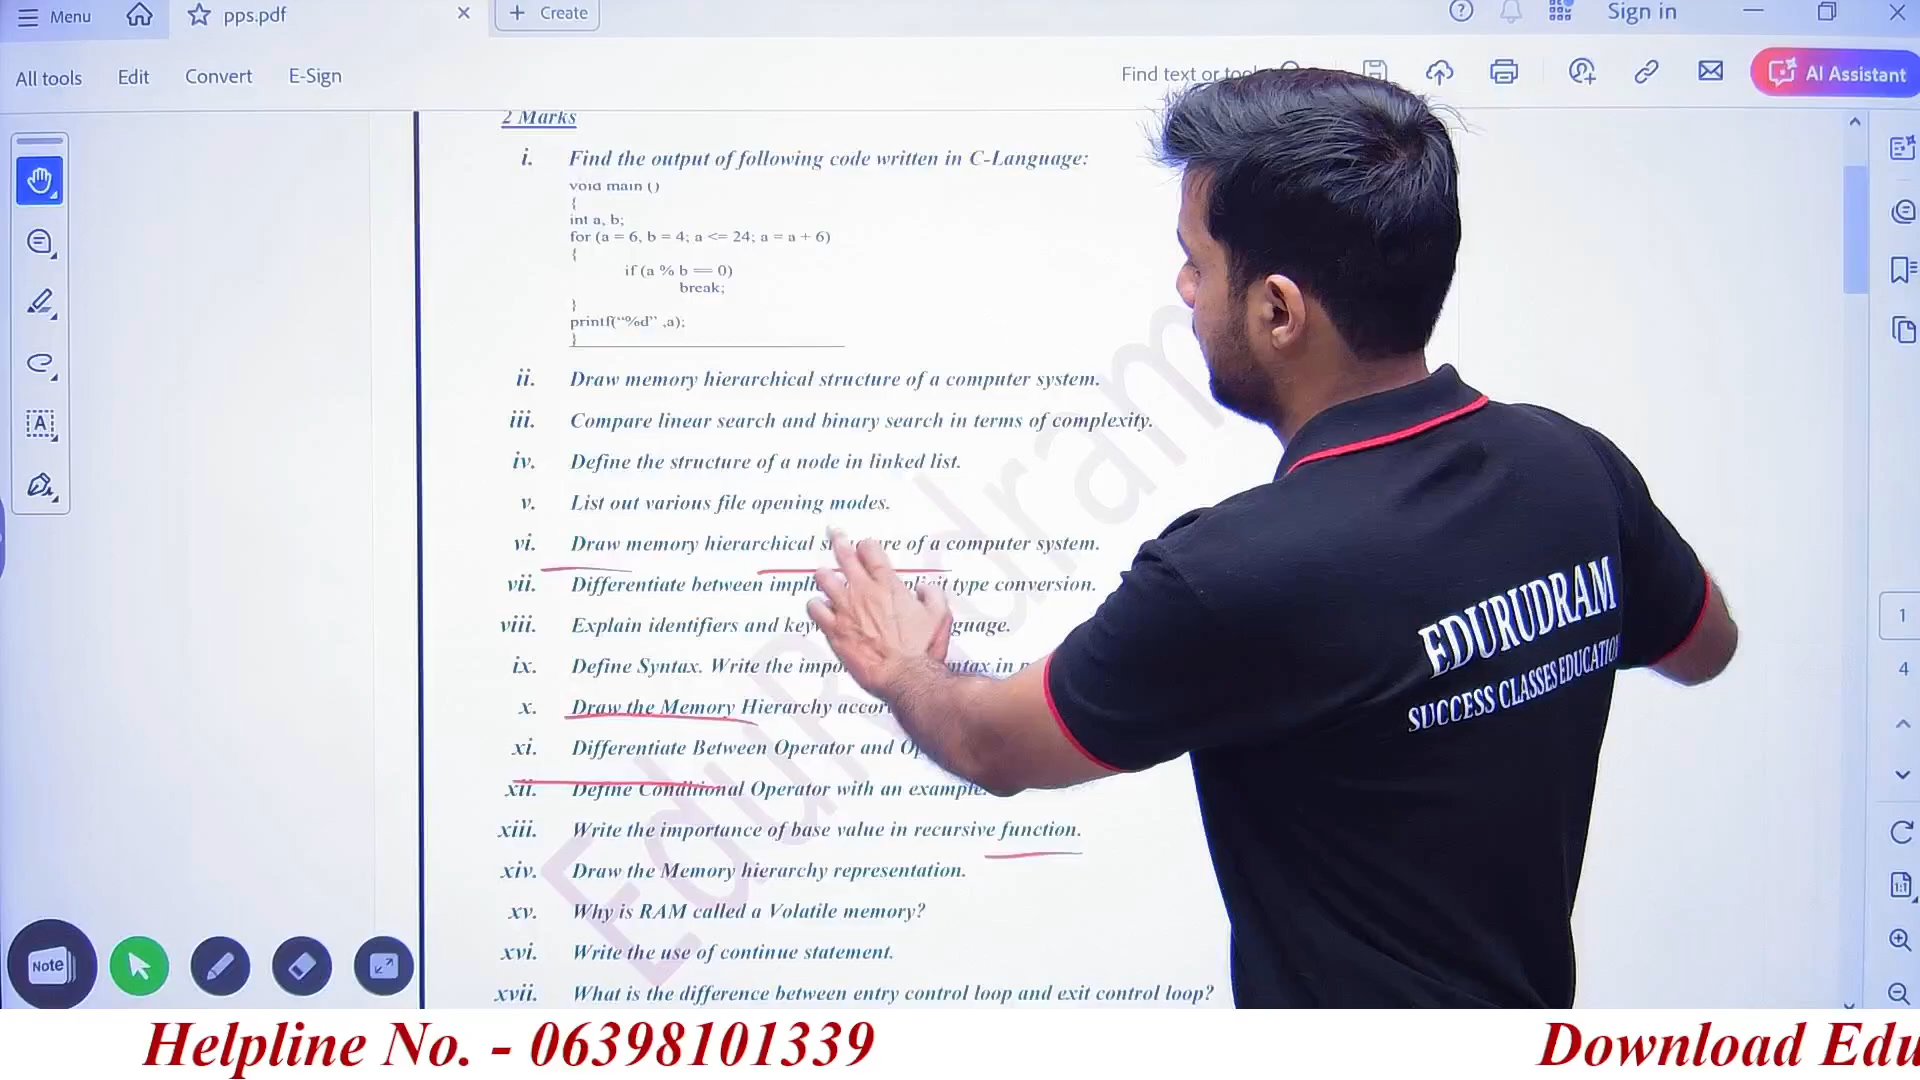 Menu
pps.pdf
Create
Sign in
All tools Edit Convert E-Sign
Find text or
AI Assistant
2 Marks
i. Find the output of following code written in C-Language:
void main ()
{
int a, b;
for (a = 6, b = 4; a <= 24; a = a + 6)
{
if (a % b == 0)
break;
}
printf("%d" ,a);
}
ii. Draw memory hierarchical structure of a computer system.
iii. Compare linear search and binary search in terms of complexity.
iv. Define the structure of a node in linked list.
v. List out various file opening modes.
vi. Draw memory hierarchical structure of a computer system.
vii. Differentiate between type conversion.
viii. Explain identifiers and
ix. Define Syntax. Write the in
x. Draw the Memory Hierarchy
xi. Differentiate Between Operator and
xii. Define Conditional Operator with an example.
xiii. Write the importance of base value in recursive function.
xiv. Draw the Memory hierarchy representation.
xv. Why is RAM called a Volatile memory?
xvi. Write the use of continue statement.
xvii. What is the difference between entry control loop and exit control loop?
EduRudram
EDURUDRAM
SUCCESS CLASSES EDUCATION
1
4
1:1
Note
Helpline No. - 06398101339
Download Edu